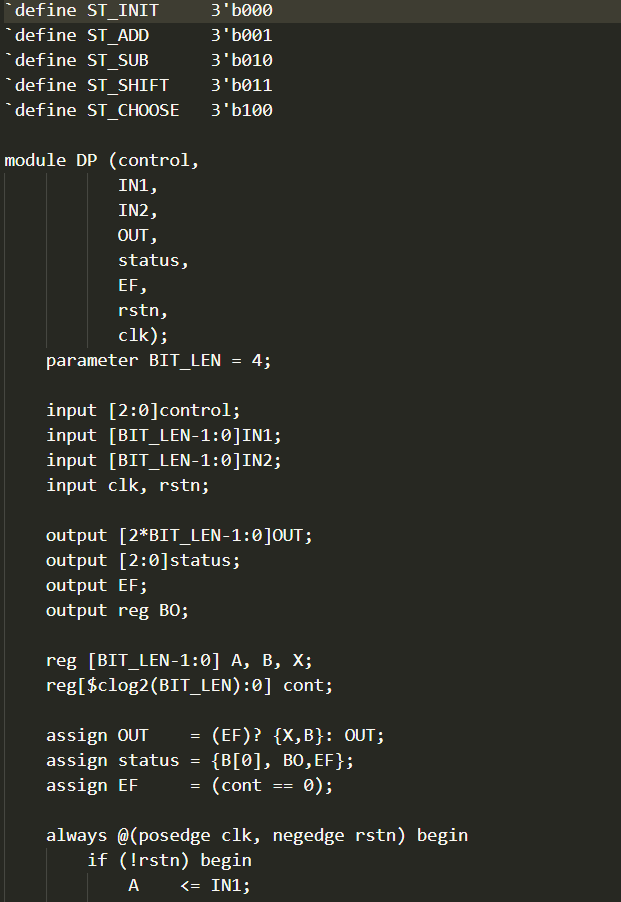 `define ST_INIT     3'b000
`define ST_ADD      3'b001
`define ST_SUB      3'b010
`define ST_SHIFT    3'b011
`define ST_CHOOSE   3'b100

module DP (control,
           IN1,
           IN2,
           OUT,
           status,
           EF,
           rstn,
           clk);
    parameter BIT_LEN = 4;

    input [2:0]control;
    input [BIT_LEN-1:0]IN1;
    input [BIT_LEN-1:0]IN2;
    input clk, rstn;

    output [2*BIT_LEN-1:0]OUT;
    output [2:0]status;
    output EF;
    output reg BO;

    reg [BIT_LEN-1:0] A, B, X;
    reg[$clog2(BIT_LEN):0] cont;

    assign OUT    = (EF)? {X,B}: OUT;
    assign status = {B[0], BO,EF};
    assign EF     = (cont == 0);

    always @(posedge clk, negedge rstn) begin
        if (!rstn) begin
            A    <= IN1;